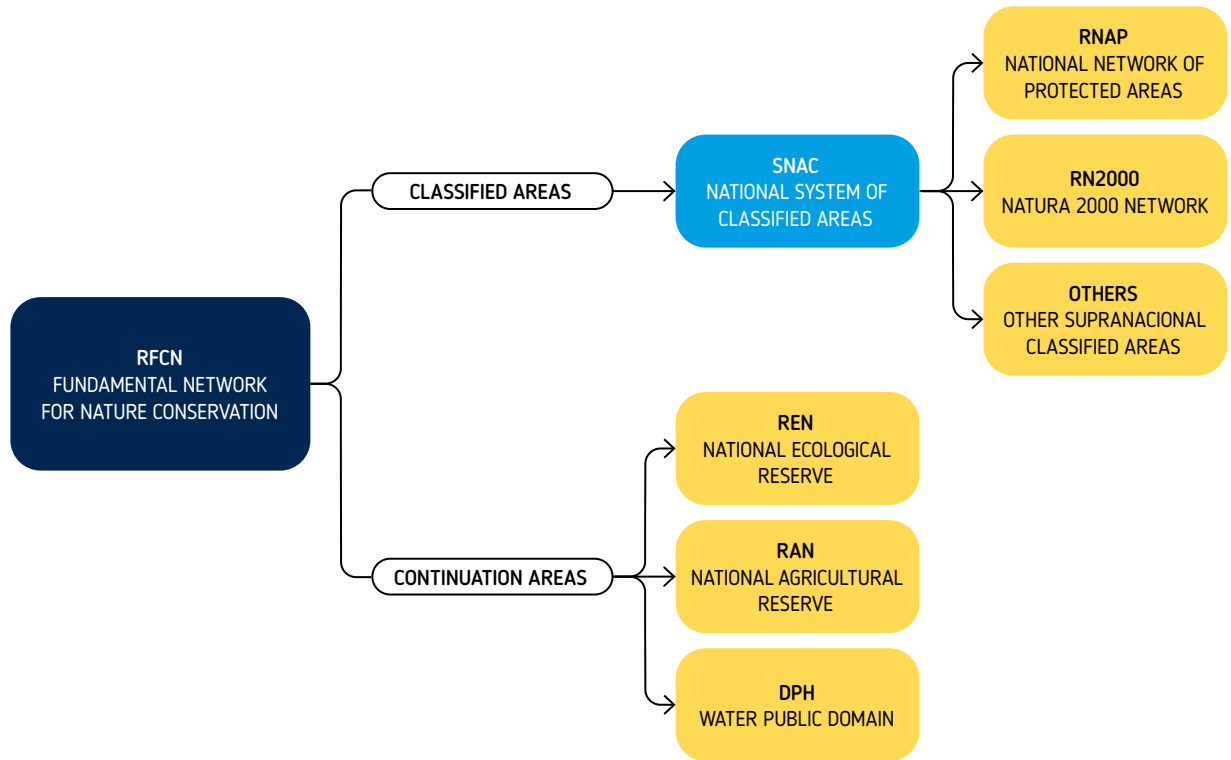 RNAP
NATIONAL NETWORK OF
PROTECTED AREAS
SNAC
NATIONAL SYSTEM OF
CLASSIFIED AREAS
CLASSIFIED AREAS
RN2000
NATURA 2000 NETWORK
OTHERS
OTHER SUPRANACIONAL
CLASSIFIED AREAS
RFCN
FUNDAMENTAL NETWORK
FOR NATURE CONSERVATION
REN
NATIONAL ECOLOGICAL
RESERVE
CONTINUATION AREAS
RAN
NATIONAL AGRICULTURAL
RESERVE
DPH
WATER PUBLIC DOMAIN